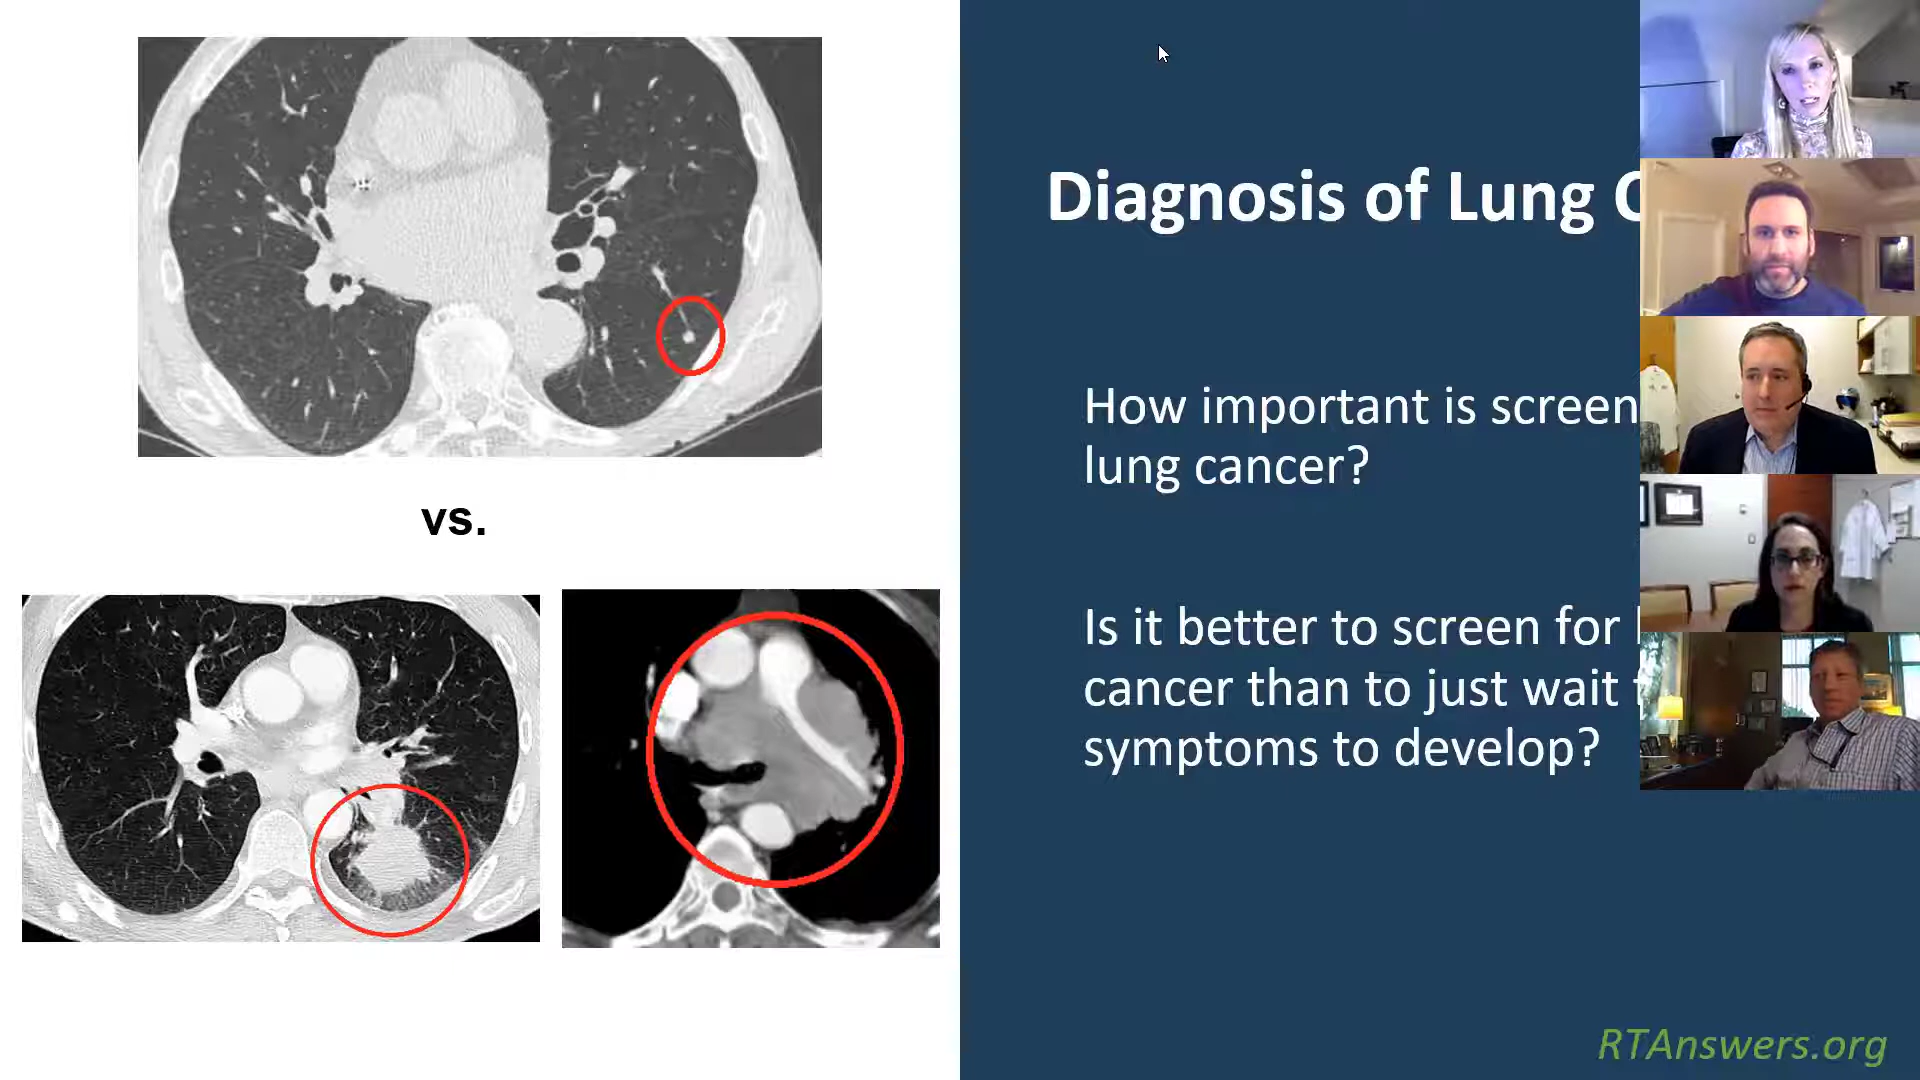 vs.
Diagnosis of Lung
How important is screen
lung cancer?
Is it better to screen for
cancer than to just wait
symptoms to develop?
RTAnswers.org